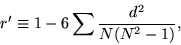 r' ≡ 1 - 6 ∑ d²/N(N² - 1),